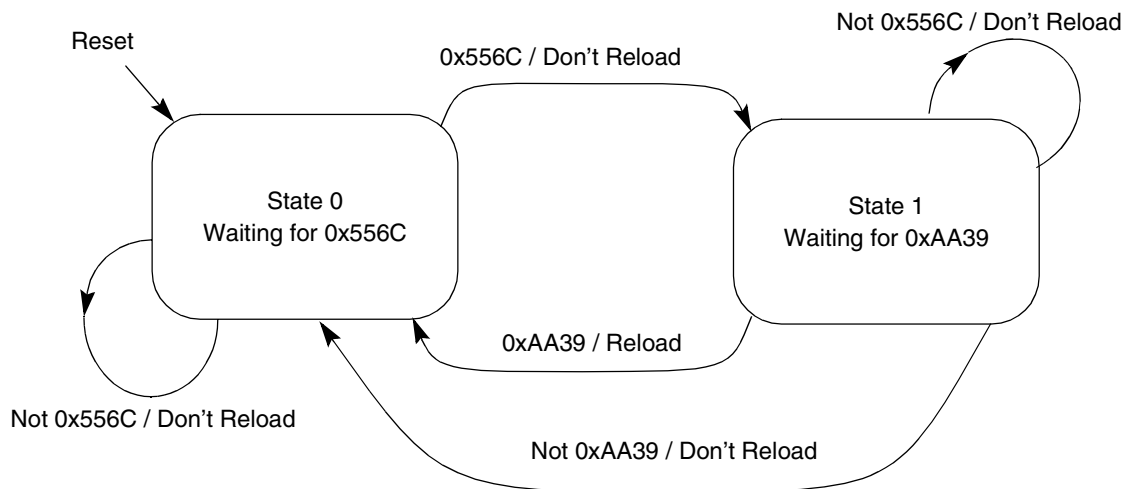 Reset
0x556C / Don't Reload
Not 0x556C / Don't Reload
State 0
Waiting for 0x556C
State 1
Waiting for 0xAA39
0xAA39 / Reload
Not 0x556C / Don't Reload
Not 0xAA39 / Don't Reload